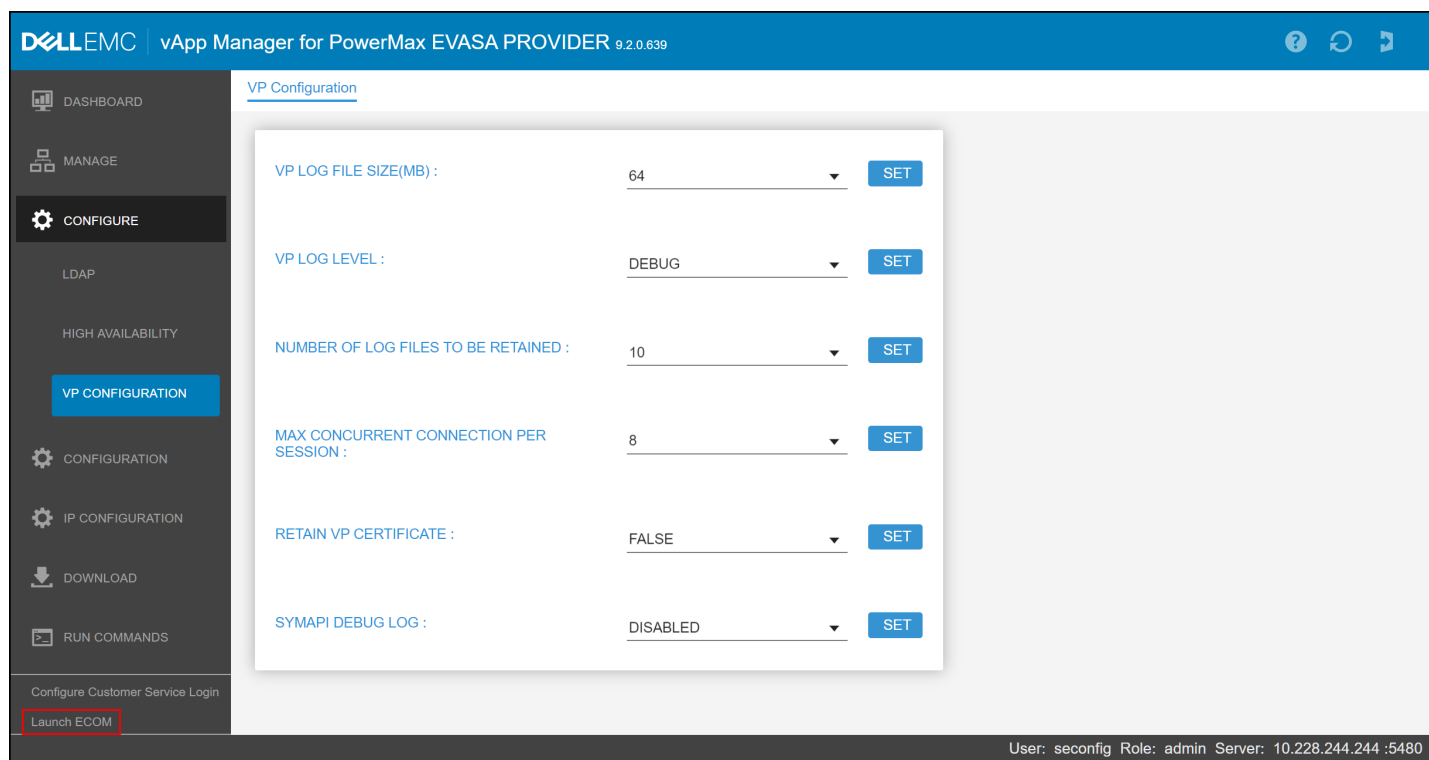 DELLEMC vApp Manager for PowerMax EVASA PROVIDER 9.2.0.639
DASHBOARD
MANAGE
CONFIGURE
LDAP
HIGH AVAILABILITY
VP CONFIGURATION
CONFIGURATION
IP CONFIGURATION
DOWNLOAD
RUN COMMANDS
Configure Customer Service Login
Launch ECOM
VP Configuration
VP LOG FILE SIZE(MB) : 64 SET
VP LOG LEVEL : DEBUG SET
NUMBER OF LOG FILES TO BE RETAINED : 10 SET
MAX CONCURRENT CONNECTION PER
SESSION : 8 SET
RETAIN VP CERTIFICATE : FALSE SET
SYMAPI DEBUG LOG : DISABLED SET
User: seconfig Role: admin Server: 10.228.244.244 :5480